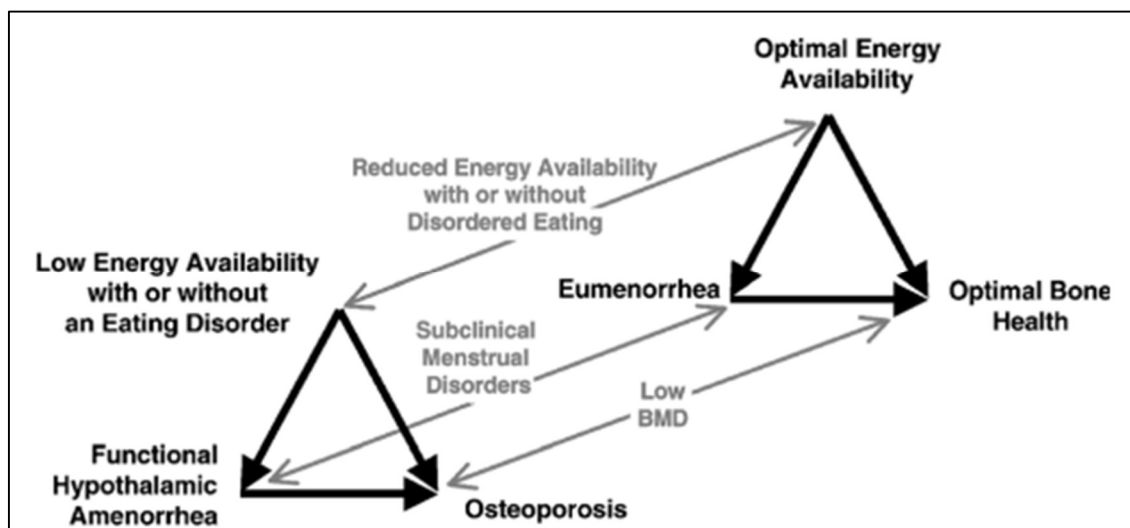 Optimal Energy
Availability
Reduced Energy Availability
with or without
Disordered Eating
Low Energy Availability
with or without
an Eating Disorder
Eumenorrhea
Optimal Bone
Health
Subclinical
Menstrual
Disorders
Low
BMD
Functional
Hypothalamic
Amenorrhea
Osteoporosis